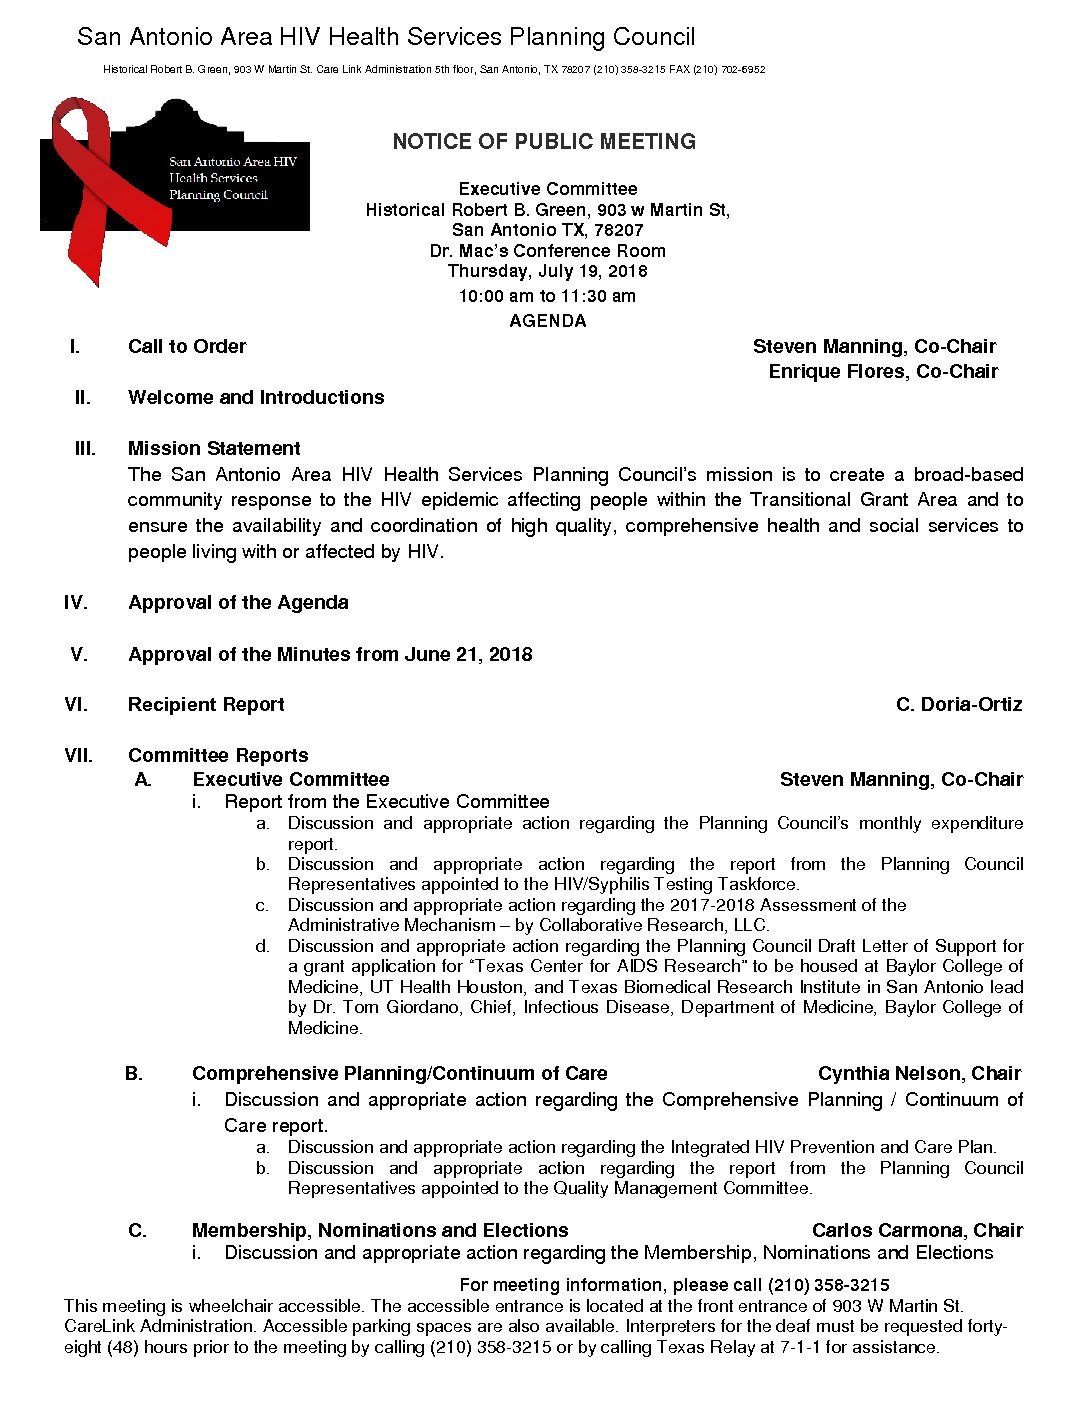 San Antonio Area HIV Health Services Planning Council
Historical Robert B. Green, 903 W Martin St. Care Link Administration 5th floor, San Antonio, TX 78207 (210) 358-3215 FAX (210) 702-6952
San Antonio Area HIV
Health Services
Planning Council
NOTICE OF PUBLIC MEETING
Executive Committee
Historical Robert B. Green, 903 w Martin St,
San Antonio TX, 78207
Dr. Mac's Conference Room
Thursday, July 19, 2018
10:00 am to 11:30 am
AGENDA
I. Call to Order Steven Manning, Co-Chair
Enrique Flores, Co-Chair
II. Welcome and Introductions
III. Mission Statement
The San Antonio Area HIV Health Services Planning Council's mission is to create a broad-based
community response to the HIV epidemic affecting people within the Transitional Grant Area and to
ensure the availability and coordination of high quality, comprehensive health and social services to
people living with or affected by HIV.
IV. Approval of the Agenda
V. Approval of the Minutes from June 21, 2018
VI. Recipient Report C. Doria-Ortiz
VII. Committee Reports
A. Executive Committee Steven Manning, Co-Chair
i. Report from the Executive Committee
a. Discussion and appropriate action regarding the Planning Council's monthly expenditure
report.
b. Discussion and appropriate action regarding the report from the Planning Council
Representatives appointed to the HIV/Syphilis Testing Taskforce.
c. Discussion and appropriate action regarding the 2017-2018 Assessment of the
Administrative Mechanism – by Collaborative Research, LLC.
d. Discussion and appropriate action regarding the Planning Council Draft Letter of Support for
a grant application for "Texas Center for AIDS Research" to be housed at Baylor College of
Medicine, UT Health Houston, and Texas Biomedical Research Institute in San Antonio lead
by Dr. Tom Giordano, Chief, Infectious Disease, Department of Medicine, Baylor College of
Medicine.
B. Comprehensive Planning/Continuum of Care Cynthia Nelson, Chair
i. Discussion and appropriate action regarding the Comprehensive Planning / Continuum of
Care report.
a. Discussion and appropriate action regarding the Integrated HIV Prevention and Care Plan.
b. Discussion and appropriate action regarding the report from the Planning Council
Representatives appointed to the Quality Management Committee.
C. Membership, Nominations and Elections Carlos Carmona, Chair
i. Discussion and appropriate action regarding the Membership, Nominations and Elections
For meeting information, please call (210) 358-3215
This meeting is wheelchair accessible. The accessible entrance is located at the front entrance of 903 W Martin St.
CareLink Administration. Accessible parking spaces are also available. Interpreters for the deaf must be requested forty-
eight (48) hours prior to the meeting by calling (210) 358-3215 or by calling Texas Relay at 7-1-1 for assistance.